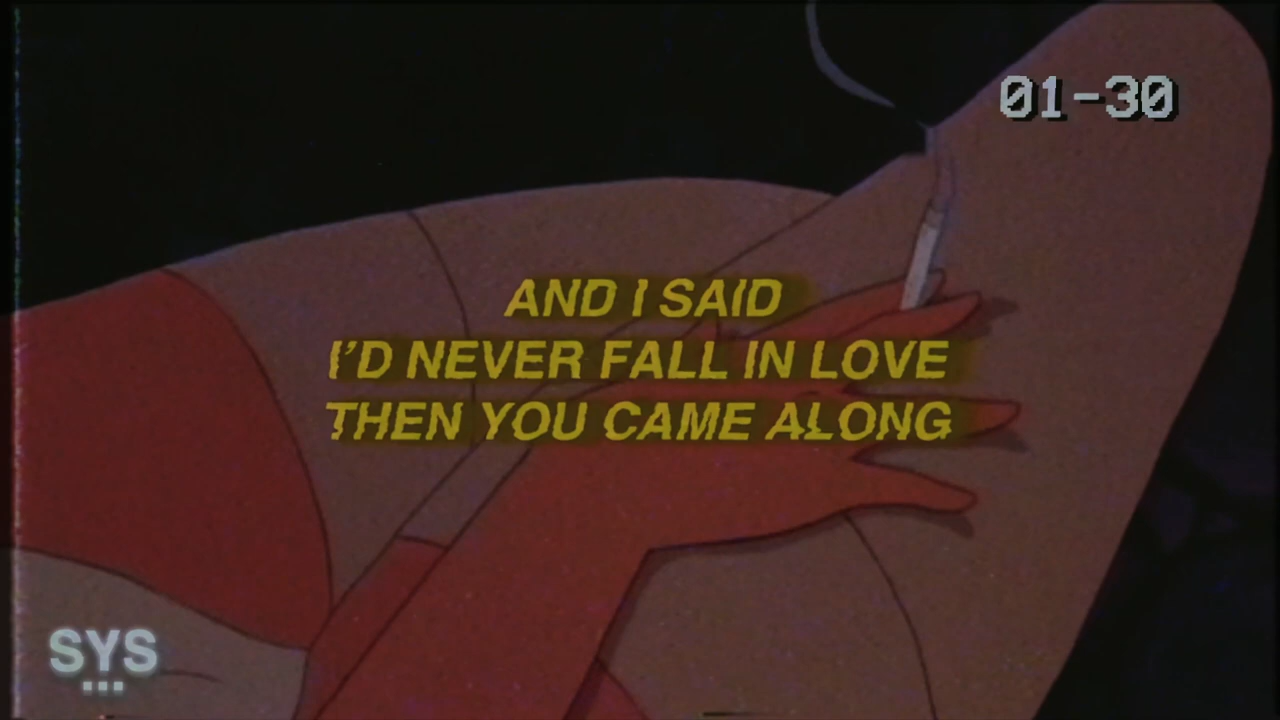 01-30
AND I SAID
I'D NEVER FALL IN LOVE
THEN YOU CAME ALONG
SYS